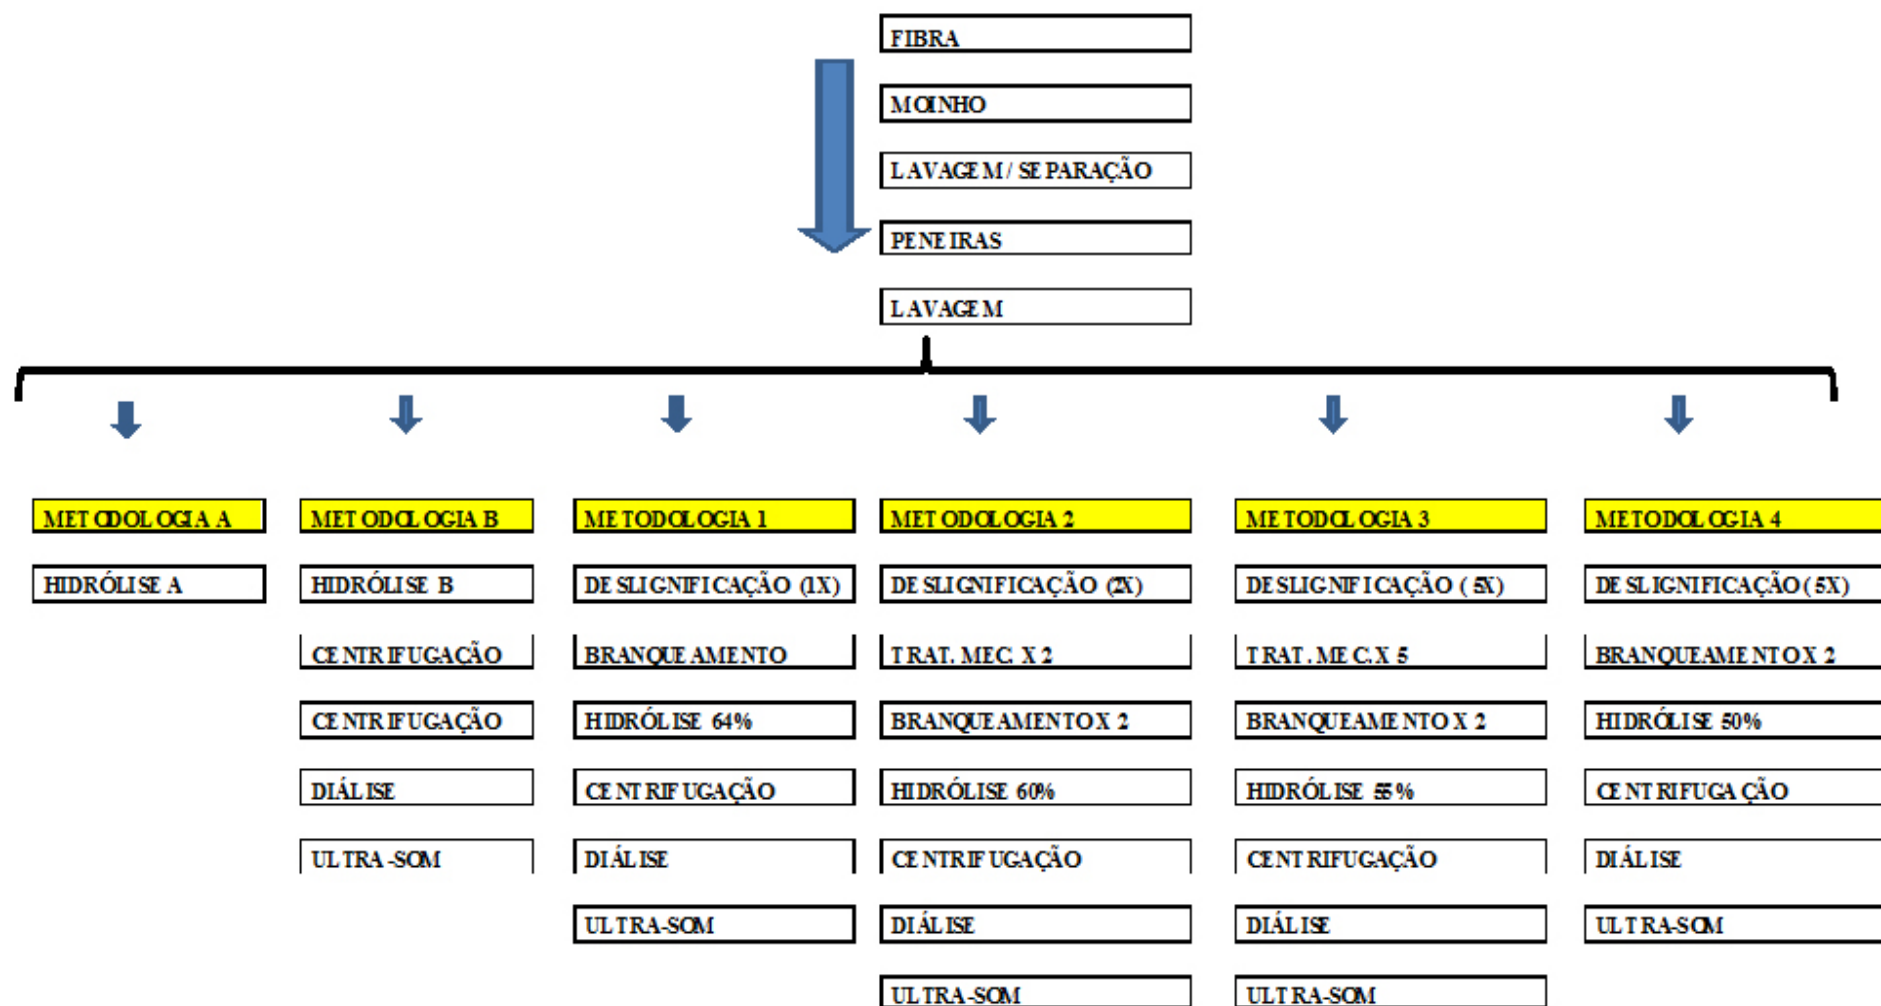 FIBRA
MOINHO
LAVAGEM / SEPARAÇÃO
PENEIRAS
LAVAGEM
METODOLOGIA A
HIDRÓLISE A
METODOLOGIA B
HIDRÓLISE B
CENTRIFUGAÇÃO
CENTRIFUGAÇÃO
DIÁLISE
ULTRA-SOM
METODOLOGIA 1
DESLIGNIFICAÇÃO (1X)
BRANQUEAMENTO
HIDRÓLISE 64%
CENTRIFUGAÇÃO
DIÁLISE
ULTRA-SOM
METODOLOGIA 2
DESLIGNIFICAÇÃO (2X)
TRAT. MEC. X 2
BRANQUEAMENTO X 2
HIDRÓLISE 60%
CENTRIFUGAÇÃO
DIÁLISE
ULTRA-SOM
METODOLOGIA 3
DESLIGNIFICAÇÃO ( 5X)
TRAT. MEC. X 5
BRANQUEAMENTO X 2
HIDRÓLISE 55%
CENTRIFUGAÇÃO
DIÁLISE
ULTRA-SOM
METODOLOGIA 4
DESLIGNIFICAÇÃO ( 5X)
BRANQUEAMENTO X 2
HIDRÓLISE 50%
CENTRIFUGAÇÃO
DIÁLISE
ULTRA-SOM